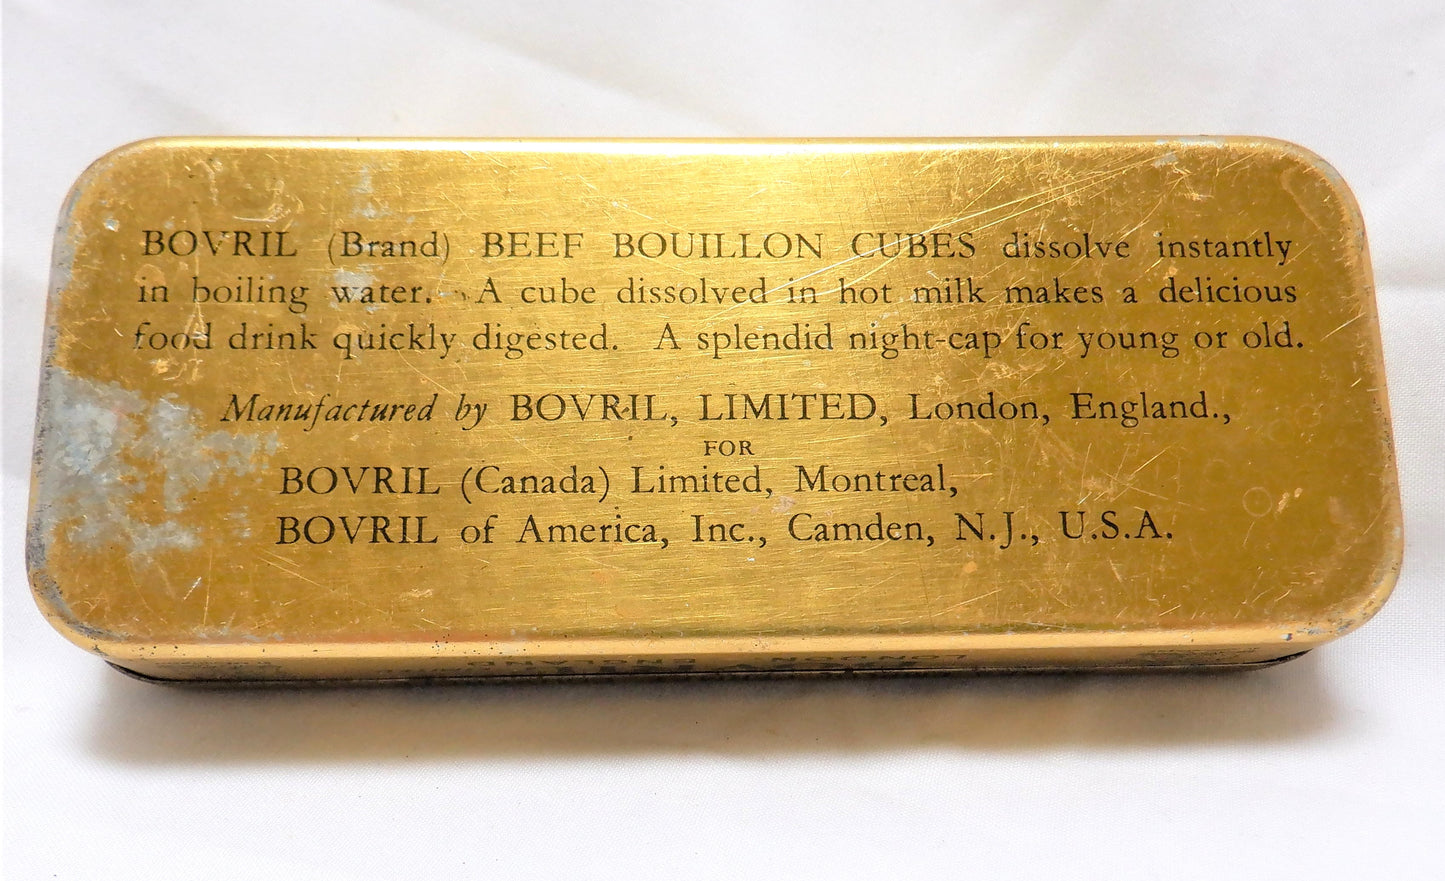 BOVRIL (Brand) BEEF BOUILLON CUBES dissolve instantly
in boiling water. A cube dissolved in hot milk makes a delicious
food drink quickly digested. A splendid night-cap for young or old.
Manufactured by BOVRIL, LIMITED, London, England.,
FOR
BOVRIL (Canada) Limited, Montreal,
BOVRIL of America, Inc., Camden, N.J., U.S.A.
LONDON ENGLAND